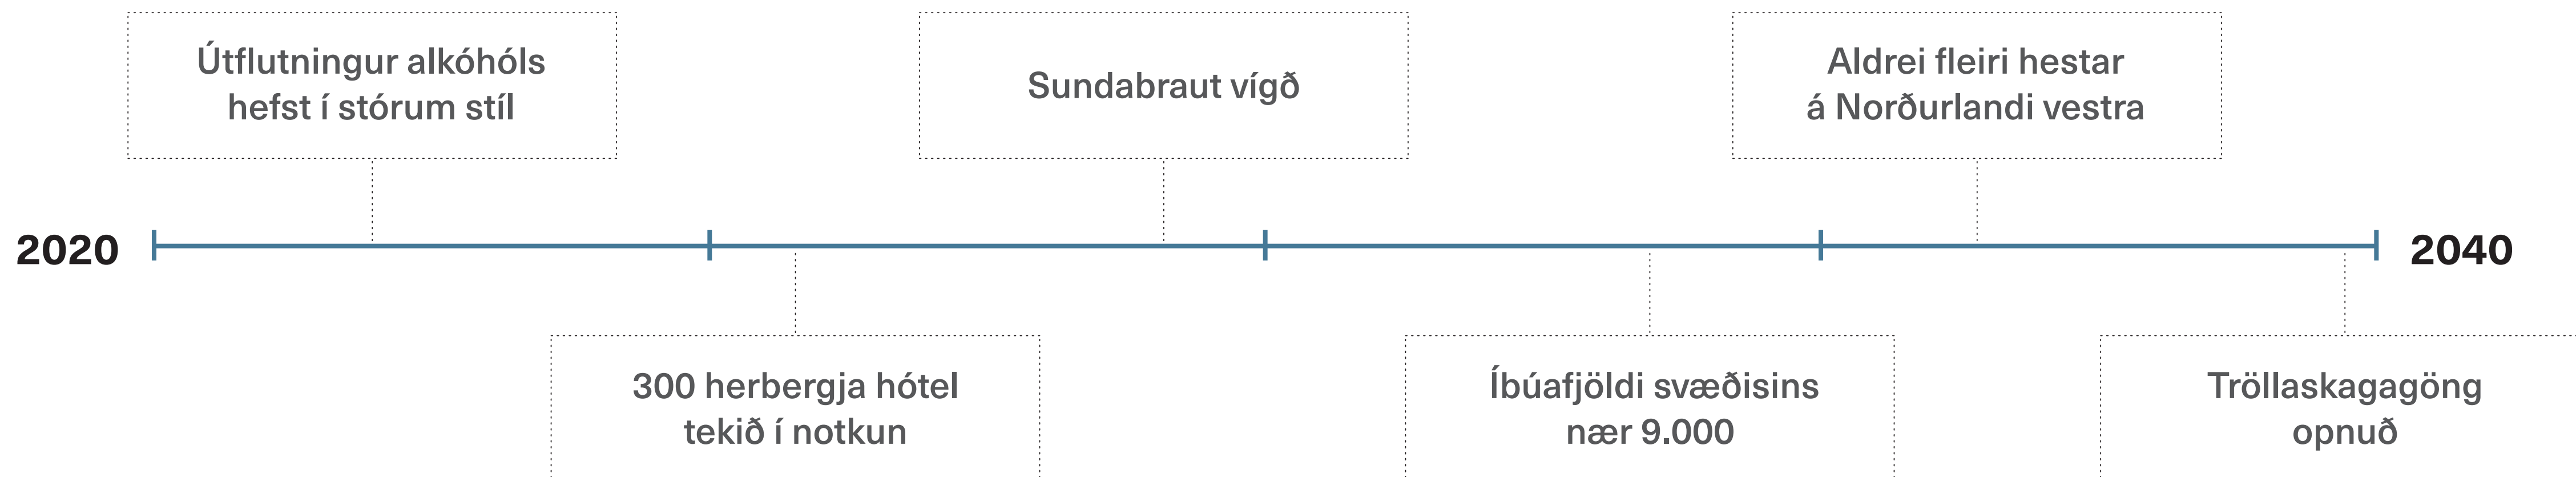 Útflutningur alkóhóls
hefst í stórum stíl
Sundabraut vígð
Aldrei fleiri hestar
á Norðurlandi vestra
2020
2040
300 herbergja hótel
tekið í notkun
Íbúafjöldi svæðisins
nær 9.000
Tröllaskagagöng
opnuð